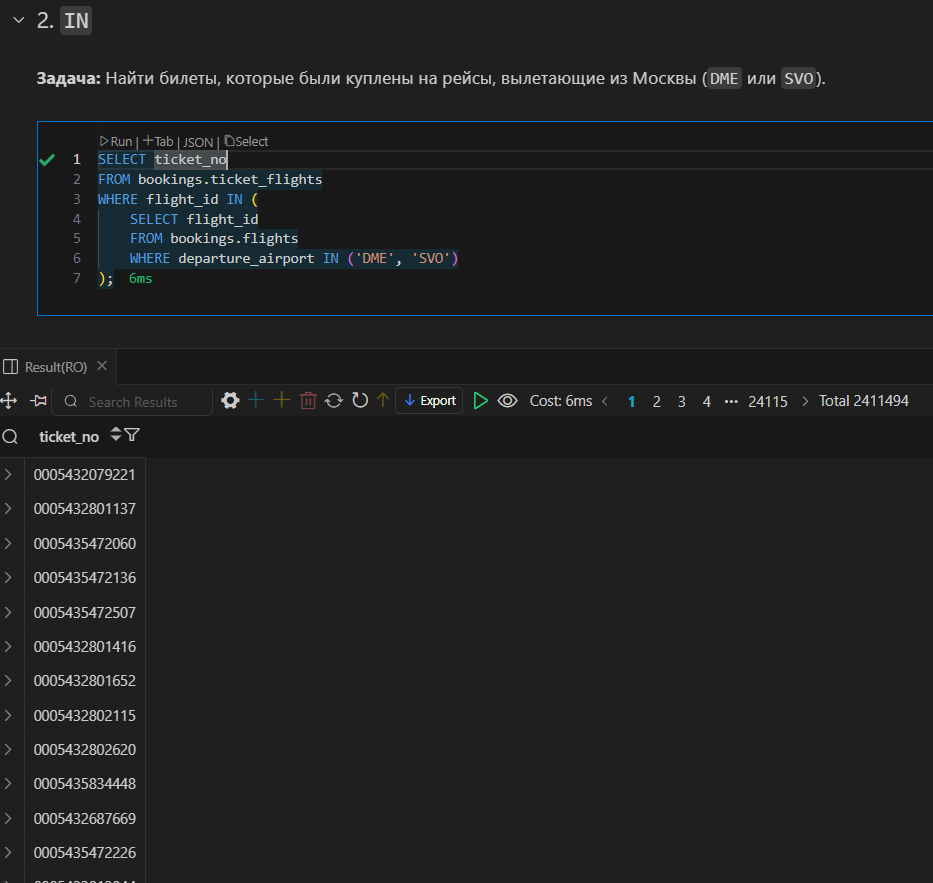 2. IN
Задача: Найти билеты, которые были куплены на рейсы, вылетающие из Москвы (DME или SVO).
Run | +Tab | JSON | Select
1 SELECT ticket_no
2 FROM bookings.ticket_flights
3 WHERE flight_id IN (
4 SELECT flight_id
5 FROM bookings.flights
6 WHERE departure_airport IN ('DME', 'SVO')
7 ); 6ms
Result(RO)
Search Results Export Cost: 6ms 1 2 3 4 ... 24115 Total 2411494
ticket_no
0005432079221
0005432801137
0005435472060
0005435472136
0005435472507
0005432801416
0005432801652
0005432802115
0005432802620
0005435834448
0005432687669
0005435472226